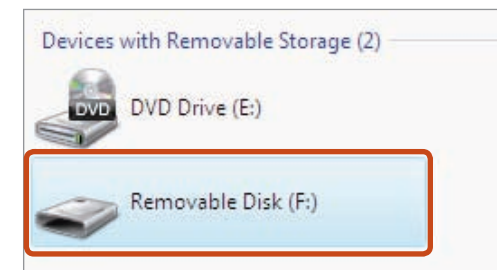 Devices with Removable Storage (2)
DVD
DVD Drive (E:)
Removable Disk (F:)